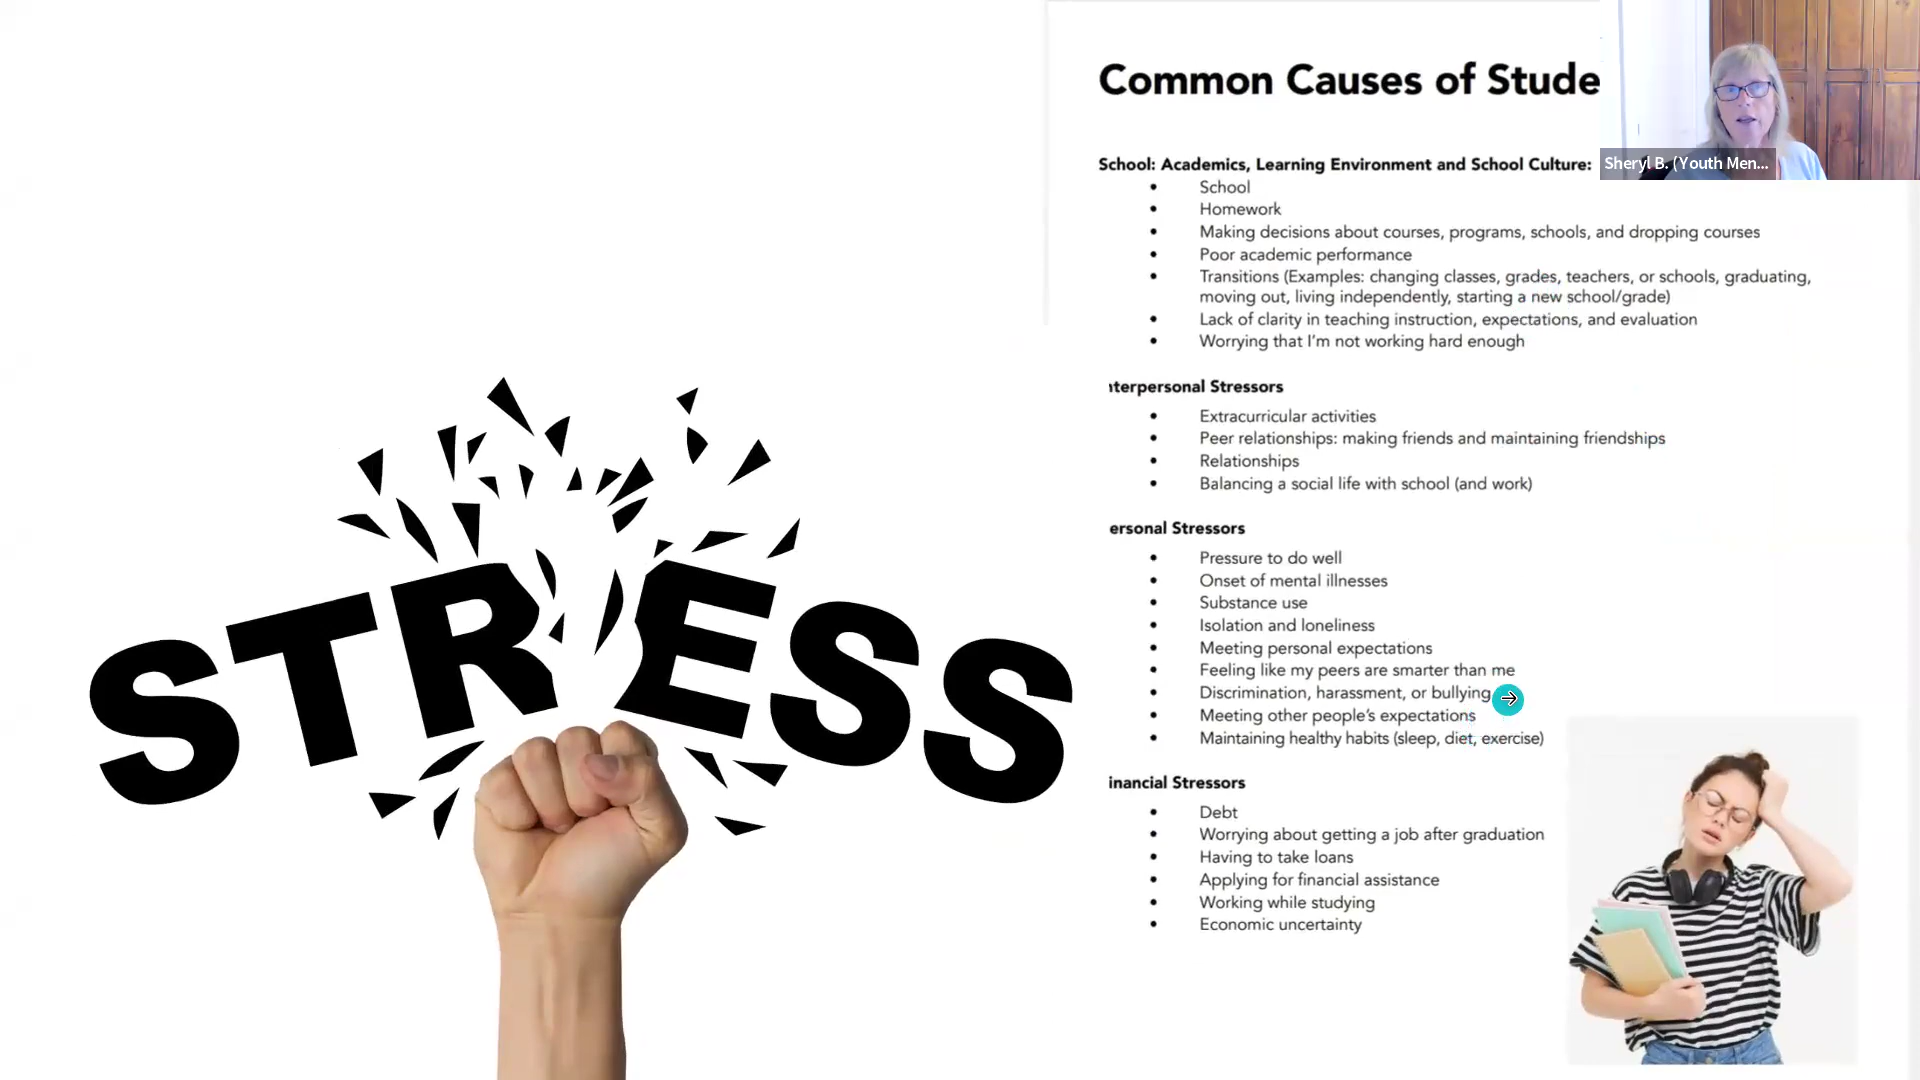 STRESS
Common Causes of Stude
Sheryl B. (Youth Men...
School: Academics, Learning Environment and School Culture:
• School
• Homework
• Making decisions about courses, programs, schools, and dropping courses
• Poor academic performance
• Transitions (Examples: changing classes, grades, teachers, or schools, graduating,
moving out, living independently, starting a new school/grade)
• Lack of clarity in teaching instruction, expectations, and evaluation
• Worrying that I'm not working hard enough
nterpersonal Stressors
• Extracurricular activities
• Peer relationships: making friends and maintaining friendships
• Relationships
• Balancing a social life with school (and work)
ersonal Stressors
• Pressure to do well
• Onset of mental illnesses
• Substance use
• Isolation and loneliness
• Meeting personal expectations
• Feeling like my peers are smarter than me
• Discrimination, harassment, or bullying
• Meeting other people's expectations
• Maintaining healthy habits (sleep, diet, exercise)
inancial Stressors
• Debt
• Worrying about getting a job after graduation
• Having to take loans
• Applying for financial assistance
• Working while studying
• Economic uncertainty